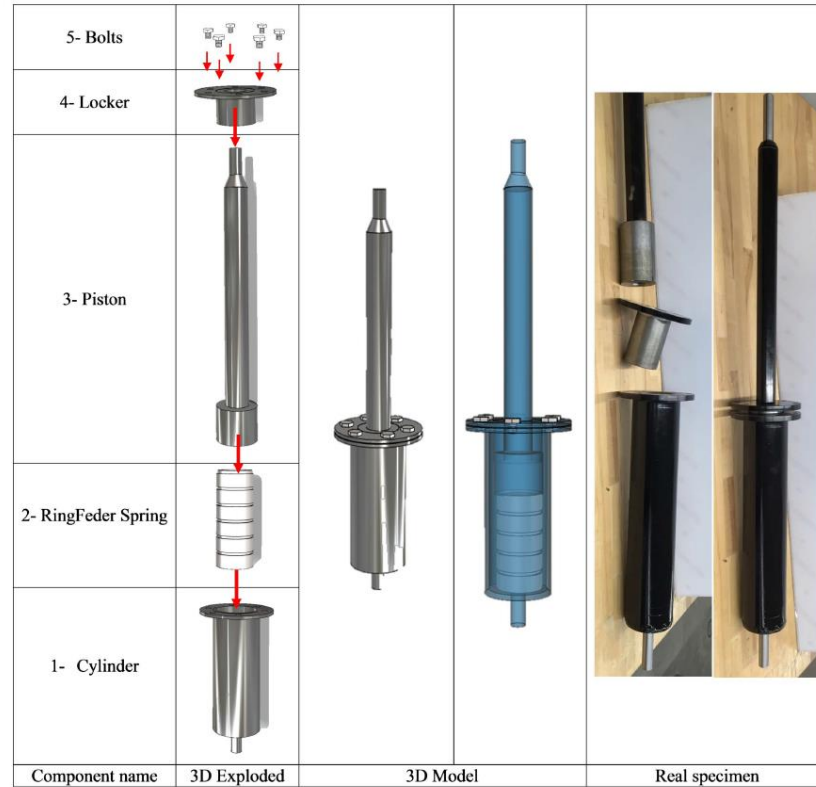 5- Bolts
4- Locker
3- Piston
2- RingFeder Spring
1- Cylinder
Component name 3D Exploded 3D Model Real specimen